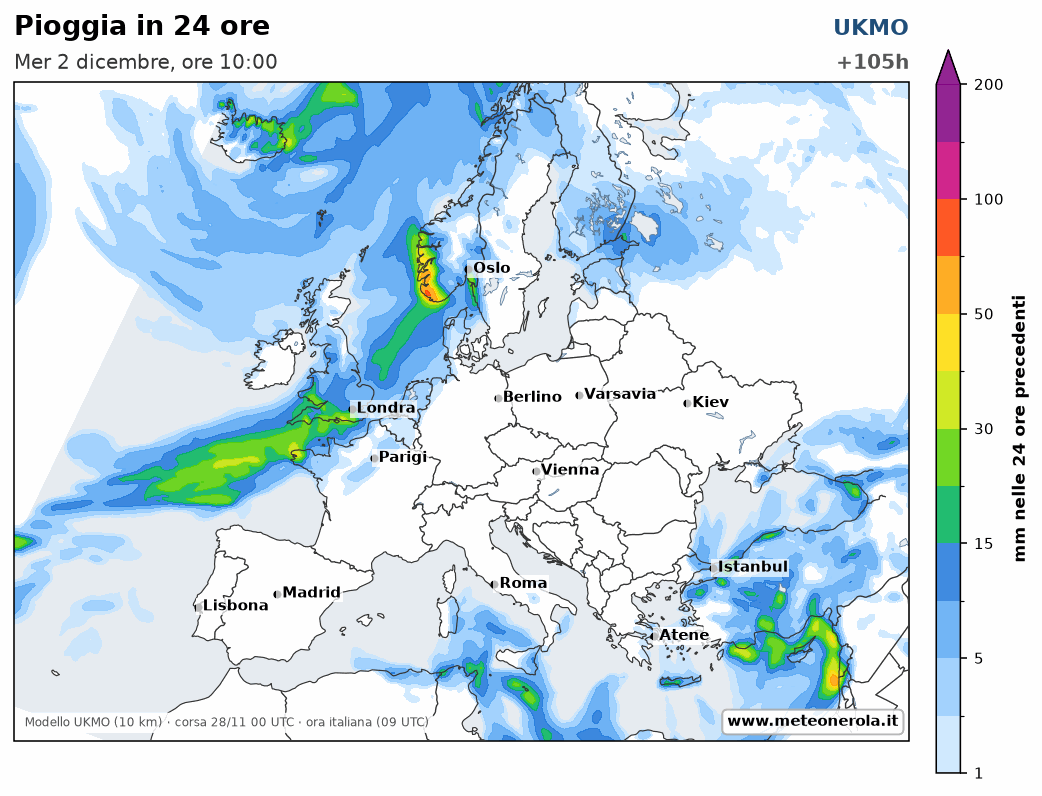 Pioggia in 24 ore
UKMO
Mer 2 dicembre, ore 10:00
+105h
200
100
50
30
15
5
1
mm nelle 24 ore precedenti
Oslo
Londra
Berlino
Varsavia
Kiev
Parigi
Vienna
Istanbul
Roma
Madrid
Lisbona
Atene
Modello UKMO (10 km) · corsa 28/11 00 UTC · ora italiana (09 UTC)
www.meteonerola.it